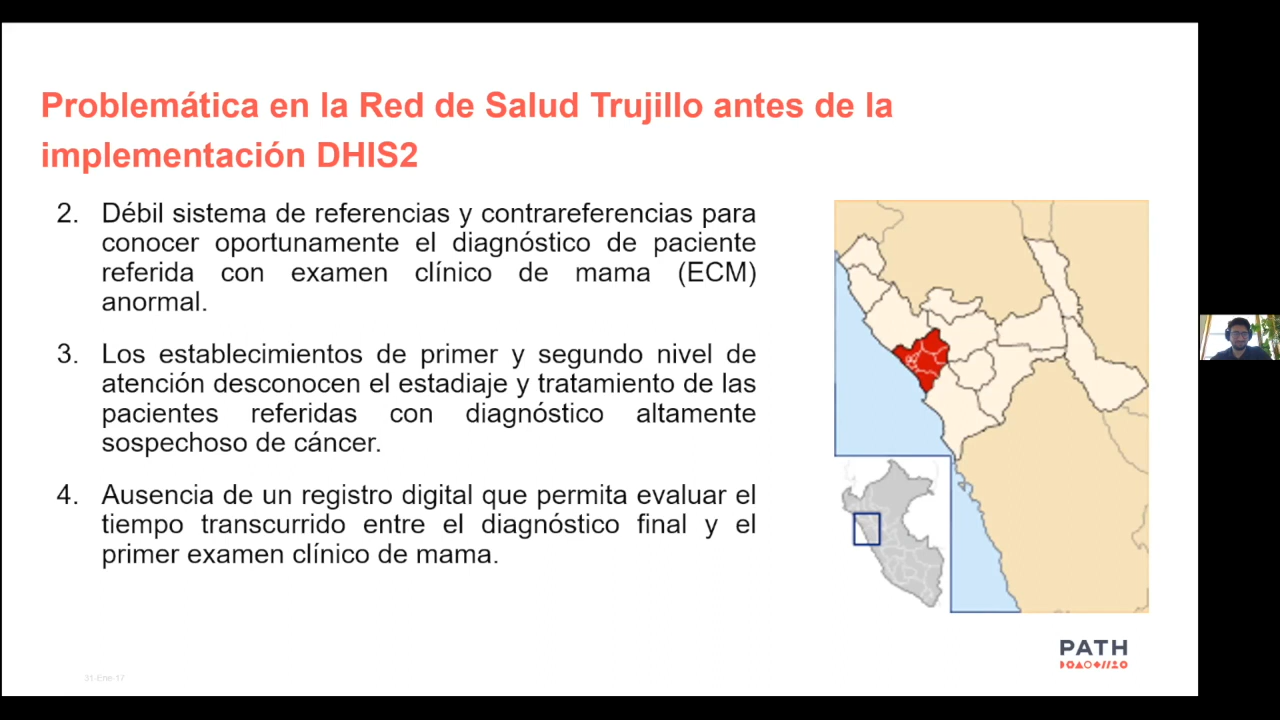 Problemática en la Red de Salud Trujillo antes de la
implementación DHIS2
2. Débil sistema de referencias y contrareferencias para
conocer oportunamente el diagnóstico de paciente
referida con examen clínico de mama (ECM)
anormal.
3. Los establecimientos de primer y segundo nivel de
atención desconocen el estadiaje y tratamiento de las
pacientes referidas con diagnóstico altamente
sospechoso de cáncer.
4. Ausencia de un registro digital que permita evaluar el
tiempo transcurrido entre el diagnóstico final y el
primer examen clínico de mama.
PATH
31-Ene-17